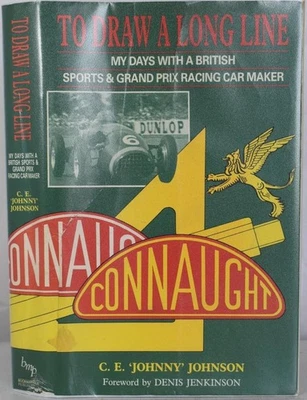 TO DRAW A LONG LINE
MY DAYS WITH A
BRITISH SPORTS &
GRAND PRIX
RACING CAR MAKER
C. E.
'JOHNNY'
JOHNSON
bmp
TO DRAW A LONG LINE
MY DAYS WITH A BRITISH
SPORTS & GRAND PRIX RACING CAR MAKER
DUNLOP
6
ONNAUG
CONNAUGHT
C. E. 'JOHNNY' JOHNSON
Foreword by DENIS JENKINSON